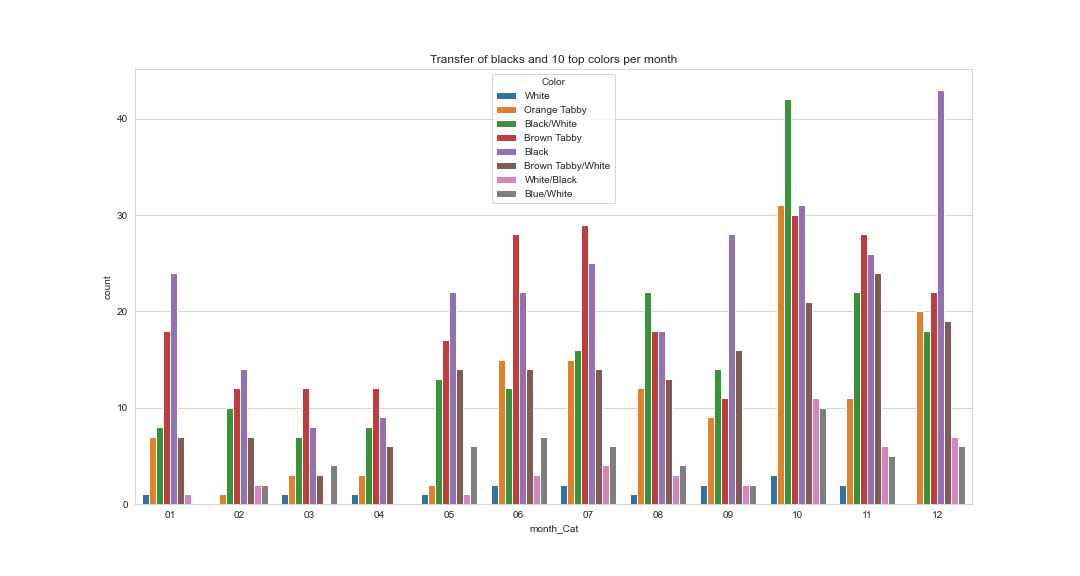 Transfer of blacks and 10 top colors per month
Color
White
Orange Tabby
Black/White
Brown Tabby
Black
Brown Tabby/White
White/Black
Blue/White
count
40
30
20
10
0
01 02 03 04 05 06 07 08 09 10 11 12
month_Cat